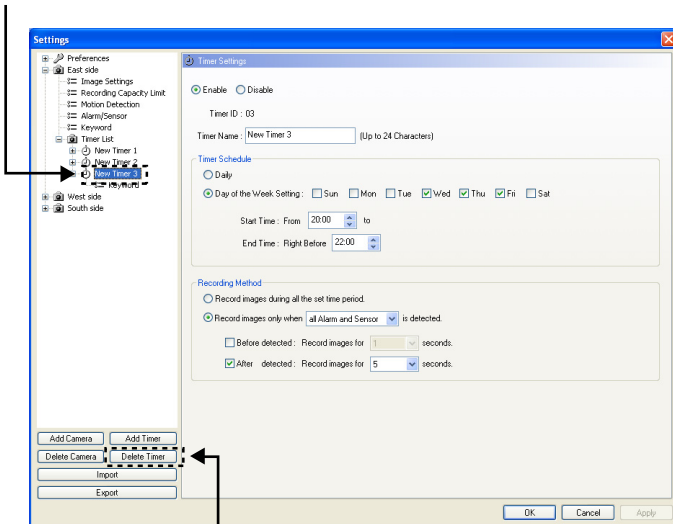 Settings
Preferences
East side
Image Settings
Recording Capacity Limit
Motion Detection
Alarm/Sensor
Keyword
Timer List
New Timer 1
New Timer 2
New Timer 3
Keyword
West side
South side
Add Camera Add Timer
Delete Camera Delete Timer
Import
Export
Timer Settings
Enable Disable
Timer ID : 03
Timer Name : New Timer 3 (Up to 24 Characters)
Timer Schedule
Daily
Day of the Week Setting : Sun Mon Tue Wed Thu Fri Sat
Start Time : From 20:00 to
End Time : Right Before 22:00
Recording Method
Record images during all the set time period.
Record images only when all Alarm and Sensor is detected.
Before detected : Record images for 1 seconds.
After detected : Record images for 5 seconds.
OK Cancel Apply